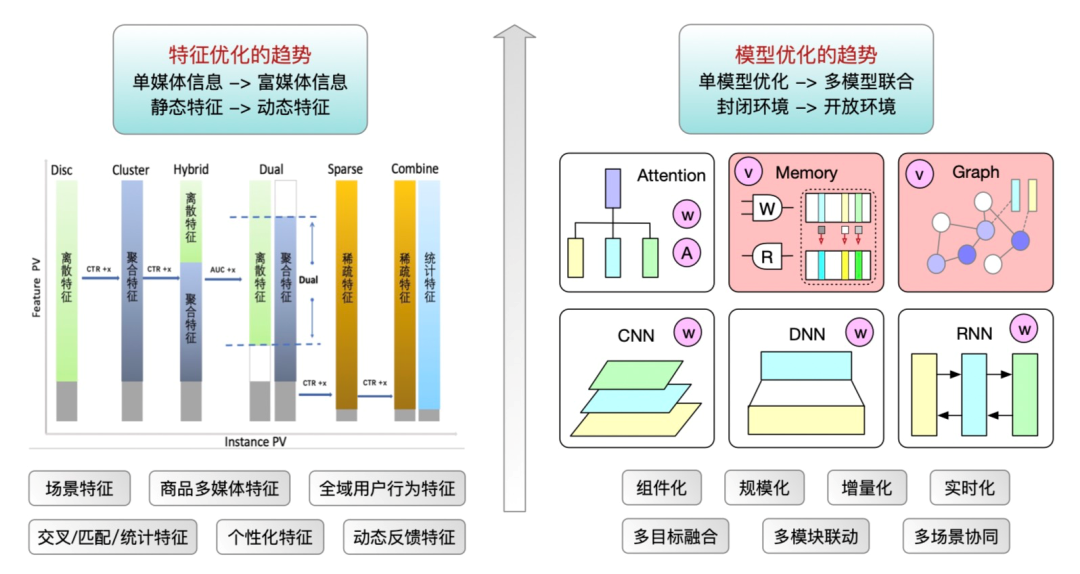 特征优化的趋势
单媒体信息 –> 富媒体信息
静态特征 –> 动态特征
Disc
Cluster
Hybrid
Dual
Sparse
Combine
离散特征
CTR +x
聚合特征
CTR +x
离散特征
聚合特征
AUC +x
离散特征
聚合特征
Dual
CTR +x
稀疏特征
CTR +x
稀疏特征
统计特征
Feature PV
Instance PV
场景特征
商品多媒体特征
全域用户行为特征
交叉/匹配/统计特征
个性化特征
动态反馈特征
模型优化的趋势
单模型优化 –> 多模型联合
封闭环境 –> 开放环境
Attention
W
A
V
Memory
W
R
V
Graph
CNN
W
DNN
W
RNN
W
组件化
规模化
增量化
实时化
多目标融合
多模块联动
多场景协同